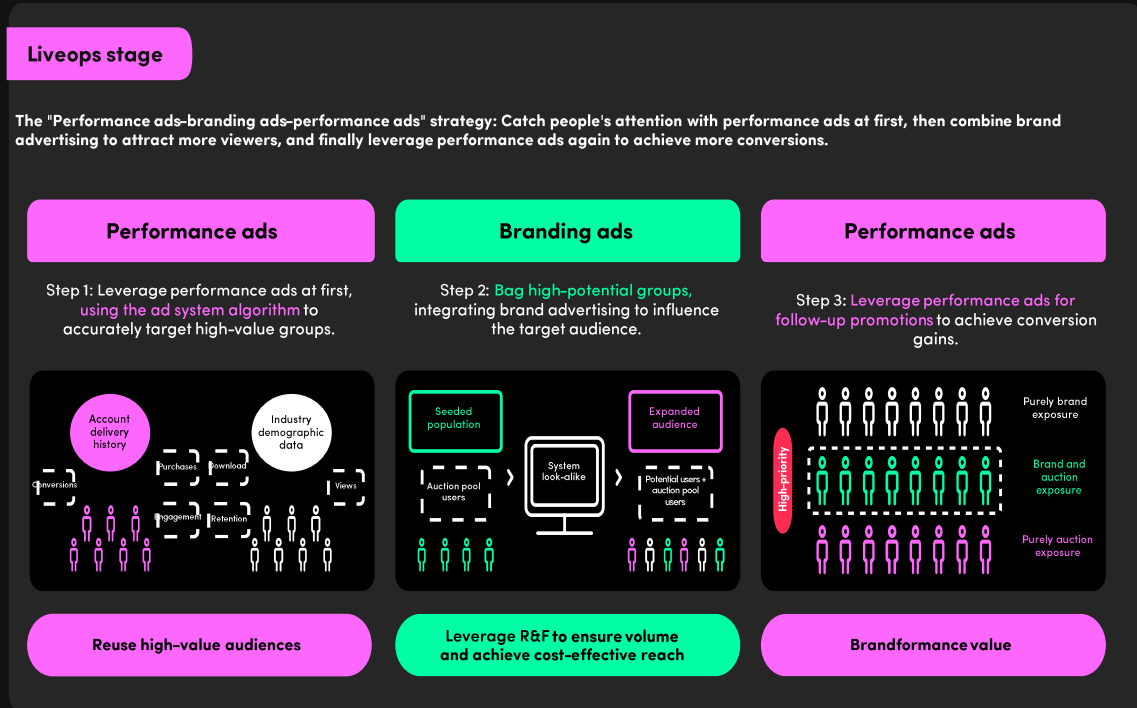 Liveops stage
The "Performance ads-branding ads-performance ads" strategy: Catch people's attention with performance ads at first, then combine brand
advertising to attract more viewers, and finally leverage performance ads again to achieve more conversions.
Performance ads
Step 1: Leverage performance ads at first,
using the ad system algorithm to
accurately target high-value groups.
Account
delivery
history
Industry
demographic
data
Conversions
Purchases
Download
Views
Engagement
Retention
Reuse high-value audiences
Branding ads
Step 2: Bag high-potential groups,
integrating brand advertising to influence
the target audience.
Seeded
population
Auction pool
users
System
look-alike
Expanded
audience
Potential users +
auction pool
users
Leverage R&F to ensure volume
and achieve cost-effective reach
Performance ads
Step 3: Leverage performance ads for
follow-up promotions to achieve conversion
gains.
High-priority
Purely brand
exposure
Brand and
auction
exposure
Purely auction
exposure
Brandformance value